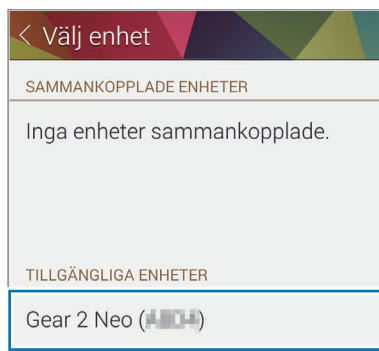 Välj enhet
SAMMANKOPPLADE ENHETER
Inga enheter sammankopplade.
TILLGÄNGLIGA ENHETER
Gear 2 Neo ( )